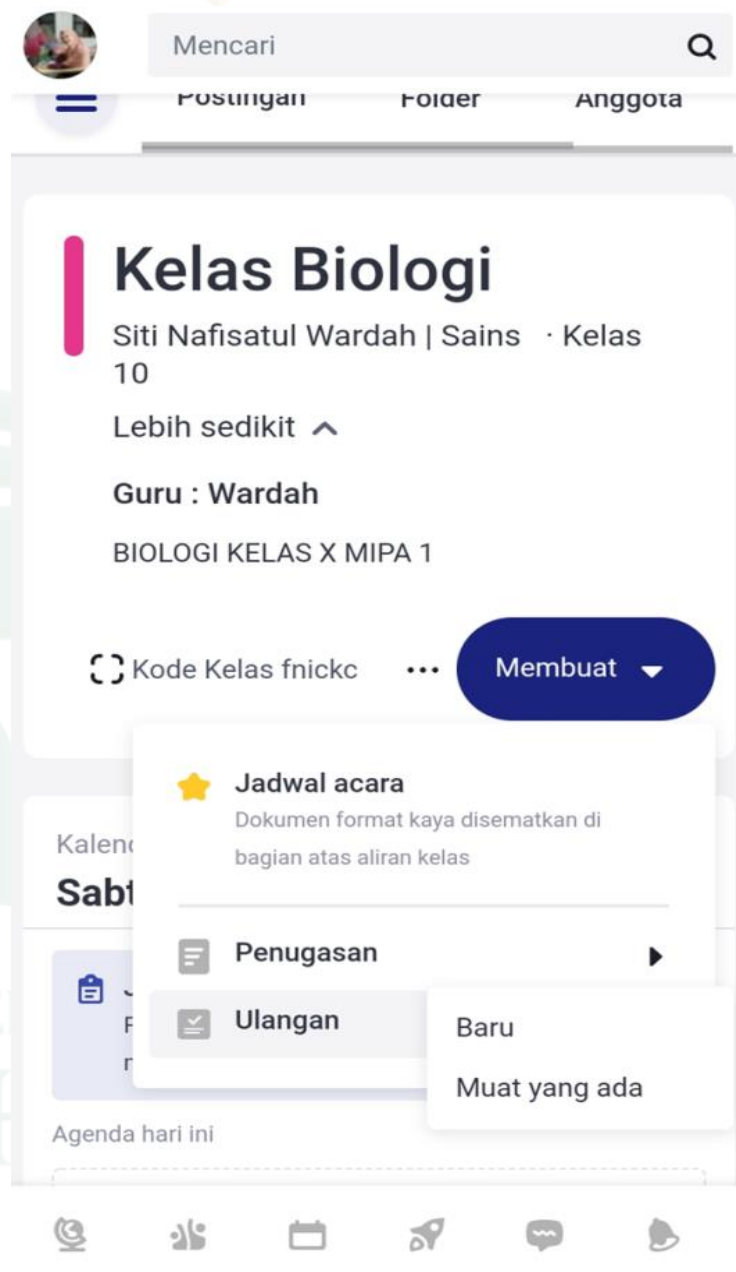 Mencari
Postingan Folder Anggota
Kelas Biologi
Siti Nafisatul Wardah | Sains · Kelas
10
Lebih sedikit
Guru : Wardah
BIOLOGI KELAS X MIPA 1
Kode Kelas fnickc ... Membuat
Jadwal acara
Dokumen format kaya disematkan di
bagian atas aliran kelas
Penugasan
Ulangan
Baru
Muat yang ada
Agenda hari ini